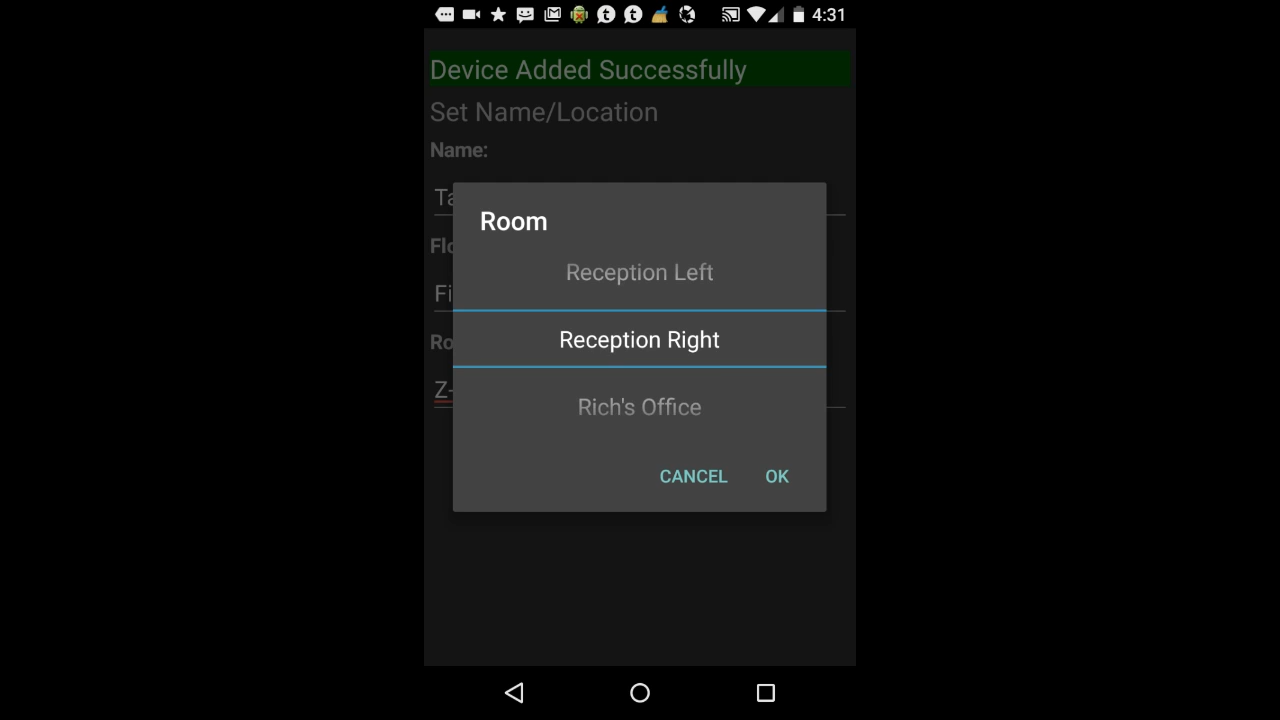 4:31
Device Added Successfully
Set Name/Location
Name:
Room
Reception Left
Reception Right
Rich's Office
CANCEL OK